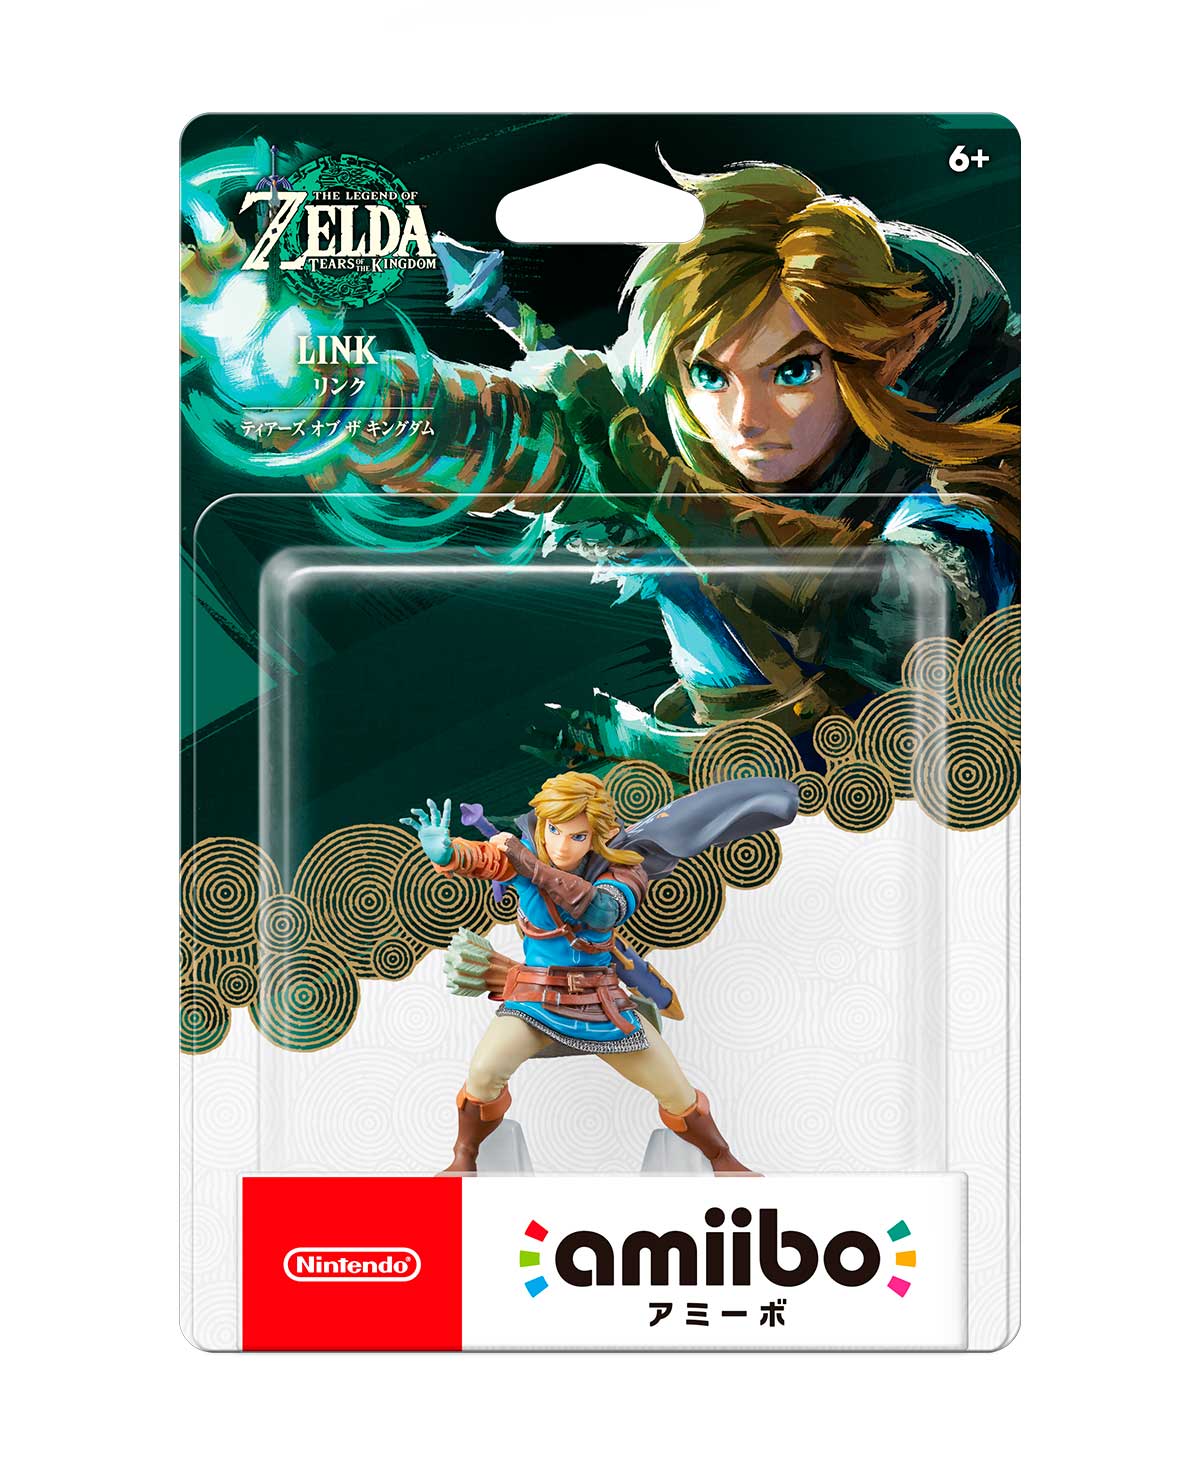 6+
THE LEGEND OF
ZELDA
TEARS OF THE KINGDOM
LINK
リンク
ティアーズ オブ ザ キングダム
Nintendo
amiibo
アミーボ